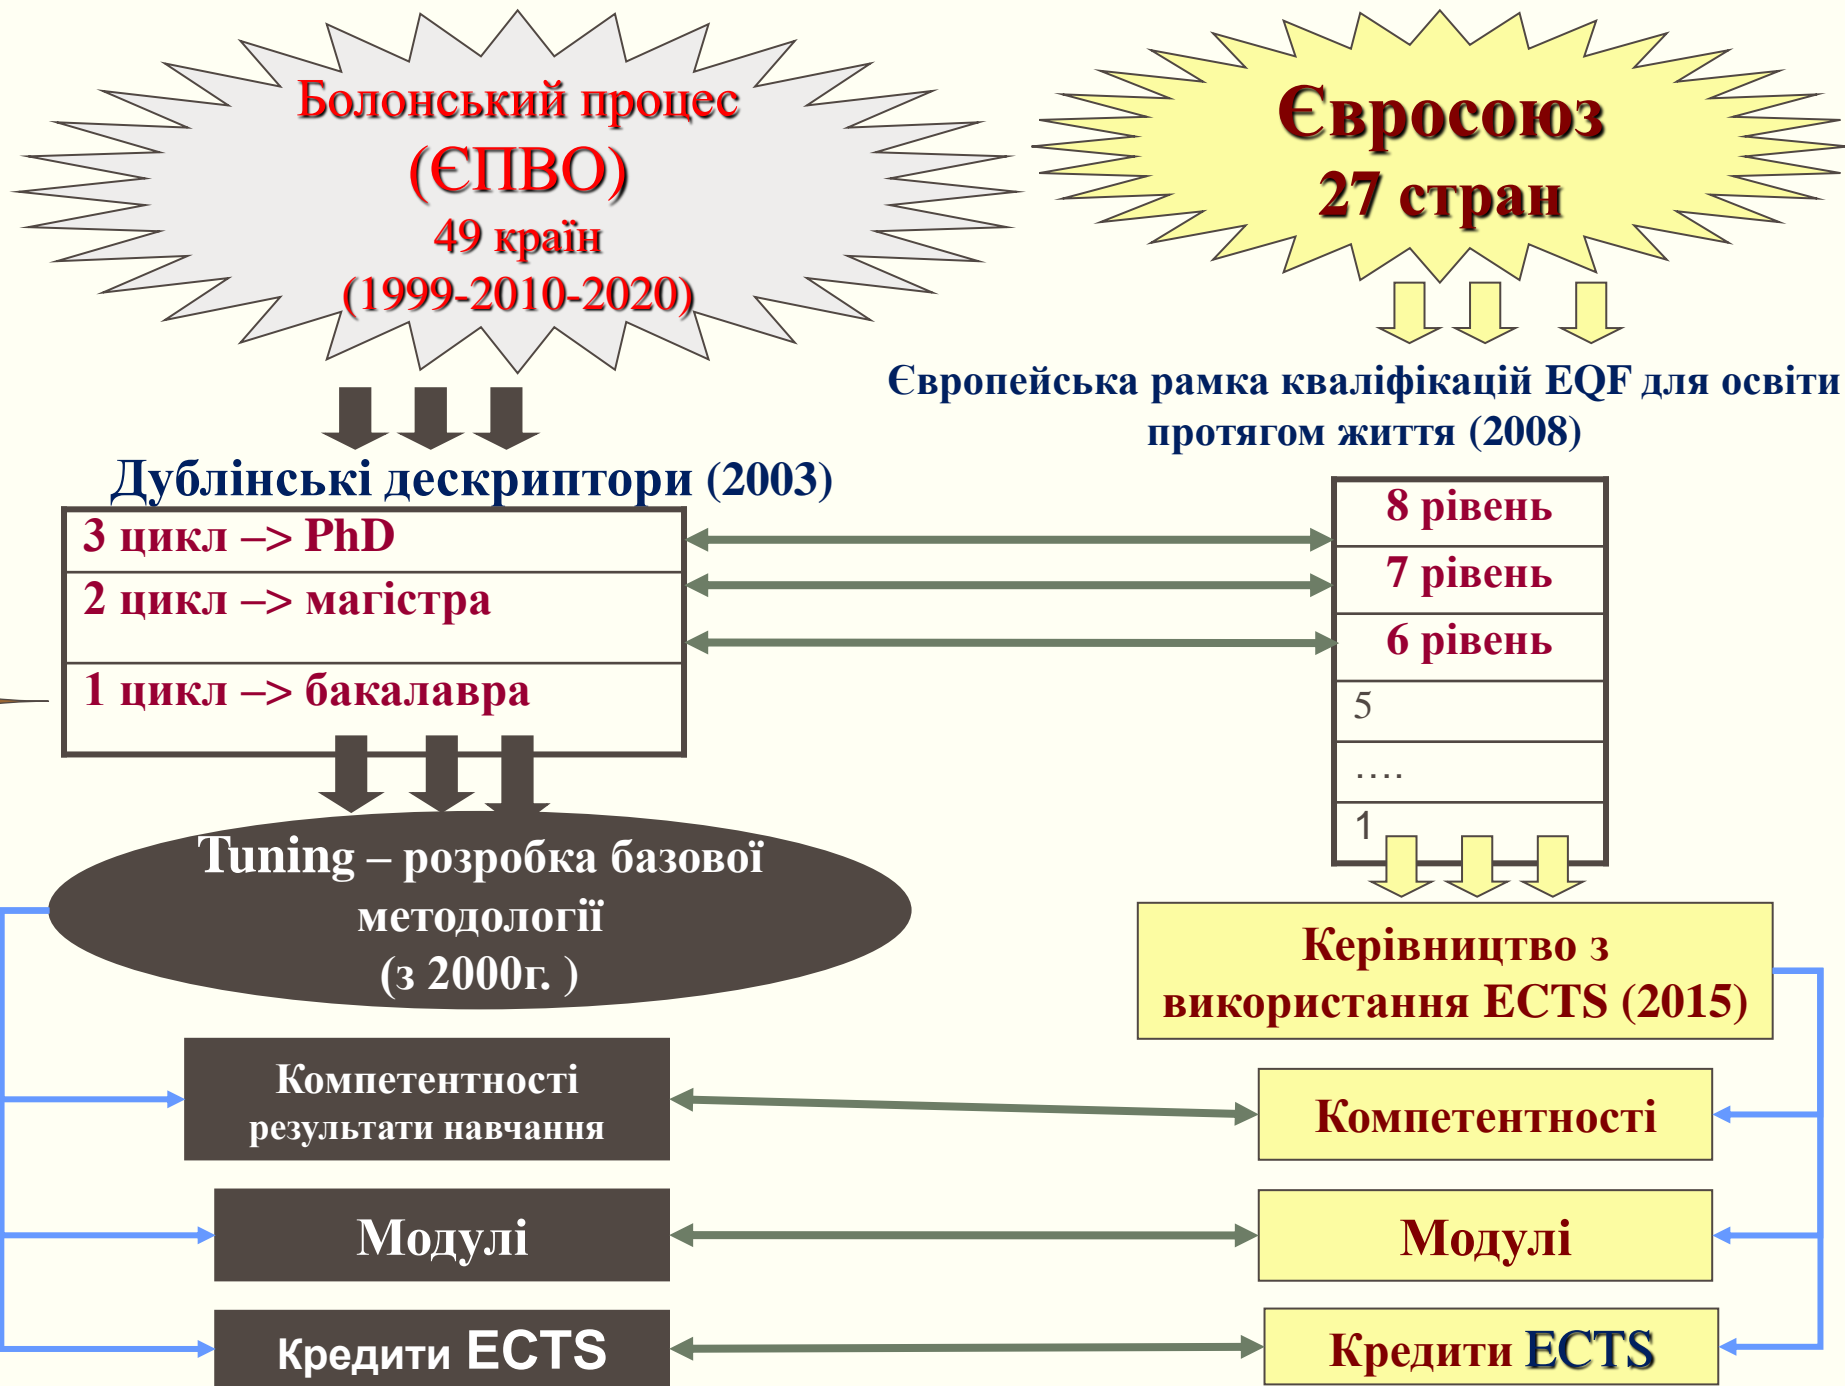 Болонський процес
(ЄПВО)
49 країн
(1999-2010-2020)
Євросоюз
27 стран
Європейська рамка кваліфікацій EQF для освіти
протягом життя (2008)
Дублінські дескриптори (2003)
3 цикл –> PhD
2 цикл –> магістра
1 цикл –> бакалавра
8 рівень
7 рівень
6 рівень
5
….
1
Tuning – розробка базової
методології
(з 2000г. )
Керівництво з
використання ECTS (2015)
Компетентності
результати навчання
Компетентності
Модулі
Модулі
Кредити ECTS
Кредити ECTS